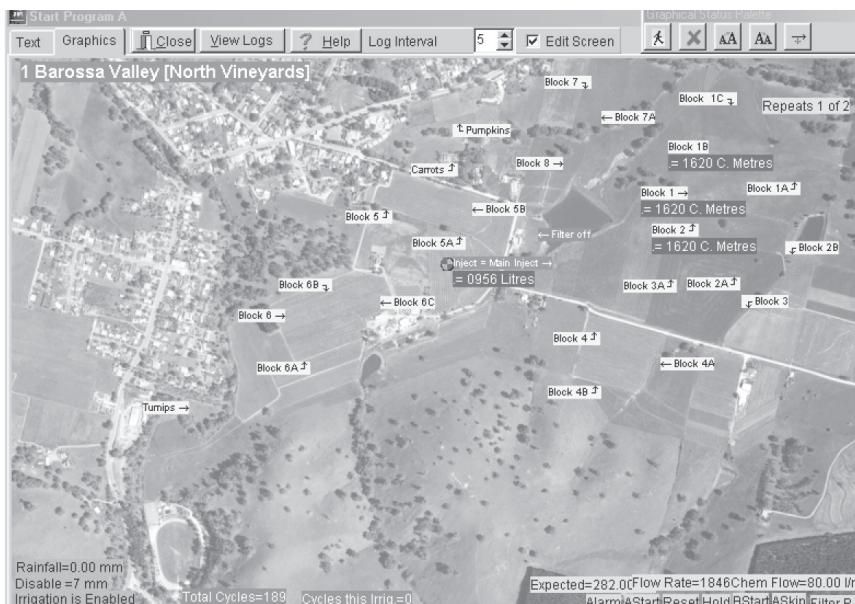 Start Program A
Graphical Status Palette
Text Graphics Close View Logs ? Help Log Interval 5 Edit Screen
AA AA
1 Barossa Valley [North Vineyards]
Block 7
Block 1C
Repeats 1 of 2
← Block 7A
Pumpkins
Block 1B
= 1620 C. Metres
Block 8 →
Carrots
Block 1 →
Block 1A
= 1620 C. Metres
← Block 5B
Block 5
Block 2
= 1620 C. Metres
← Filter off
Block 5A
Block 2B
Inject = Main Inject →
= 0956 Litres
Block 6B
Block 3A
Block 2A
← Block 6C
Block 3
Block 6 →
Block 4
Block 6A
← Block 4A
Block 4B
Turnips →
Rainfall=0.00 mm
Disable =7 mm
Irrigation is Enabled
Total Cycles=189
Cycles this Irrig.=0
Expected=282.00 Flow Rate=1846 Chem Flow=80.00
Alarm AStart Reset Hold BStart ASkip Filter